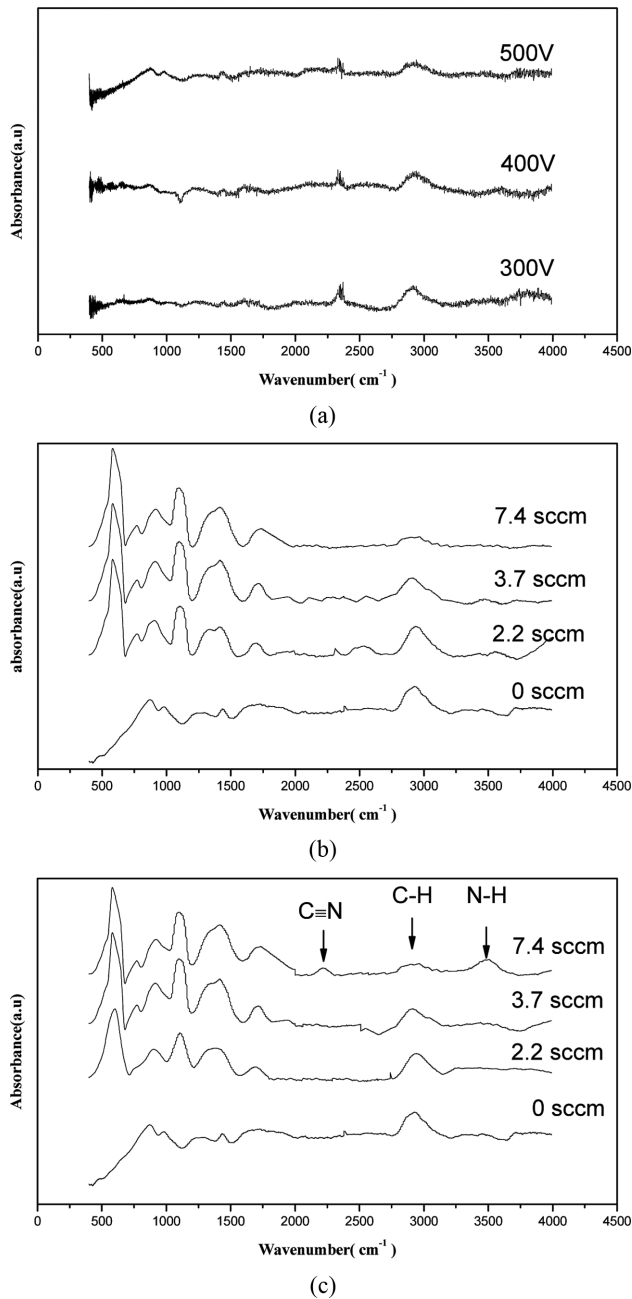 500V
400V
300V
Absorbance(a.u)
0 500 1000 1500 2000 2500 3000 3500 4000 4500
Wavenumber( cm⁻¹ )
(a)
7.4 sccm
3.7 sccm
2.2 sccm
0 sccm
absorbance(a.u)
0 500 1000 1500 2000 2500 3000 3500 4000 4500
Wavenumber( cm⁻¹ )
(b)
C≡N C-H N-H
7.4 sccm
3.7 sccm
2.2 sccm
0 sccm
Absorbance(a.u)
0 500 1000 1500 2000 2500 3000 3500 4000 4500
Wavenumber( cm⁻¹ )
(c)